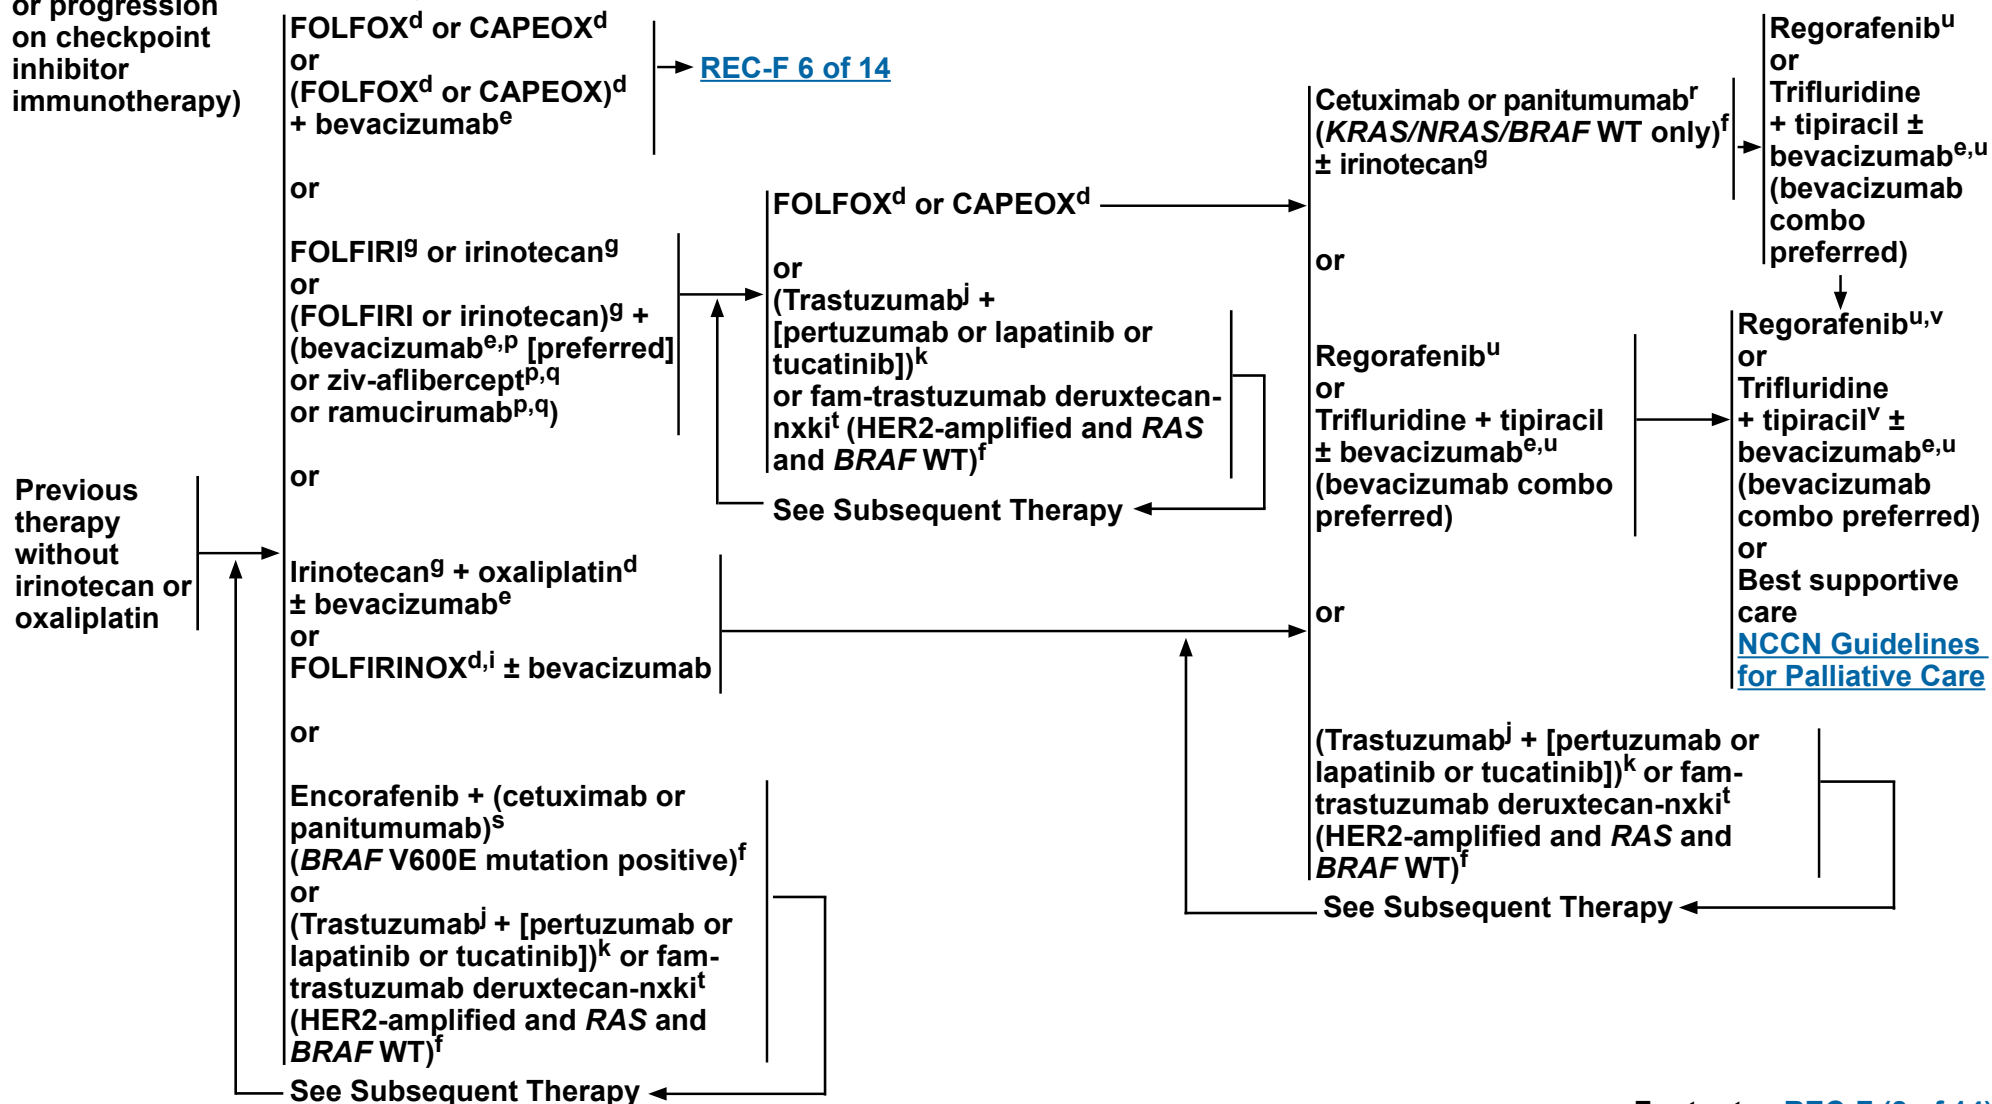 or progression
on checkpoint
inhibitor
immunotherapy)
Previous
therapy
without
irinotecan or
oxaliplatin
FOLFOXd or CAPEOXd
or
(FOLFOXd or CAPEOX)d
+ bevacizumabe
or
FOLFIRIg or irinotecang
or
(FOLFIRI or irinotecan)g +
(bevacizumabe,p [preferred]
or ziv-afliberceptp,q
or ramucirumabp,q)
or
Irinotecang + oxaliplatind
± bevacizumabe
or
FOLFIRINOXd,i ± bevacizumab
or
Encorafenib + (cetuximab or
panitumumab)s
(BRAF V600E mutation positive)f
or
(Trastuzumabj + [pertuzumab or
lapatinib or tucatinib])k or fam-
trastuzumab deruxtecan-nxkit
(HER2-amplified and RAS and
BRAF WT)f
See Subsequent Therapy
REC-F 6 of 14
FOLFOXd or CAPEOXd
or
(Trastuzumabj +
[pertuzumab or lapatinib or
tucatinib])k
or fam-trastuzumab deruxtecan-
nxkit (HER2-amplified and RAS
and BRAF WT)f
See Subsequent Therapy
Cetuximab or panitumumabr
(KRAS/NRAS/BRAF WT only)f
± irinotecang
or
Regorafenibu
or
Trifluridine + tipiracil
± bevacizumabe,u
(bevacizumab combo
preferred)
or
(Trastuzumabj + [pertuzumab or
lapatinib or tucatinib])k or fam-
trastuzumab deruxtecan-nxkit
(HER2-amplified and RAS and
BRAF WT)f
See Subsequent Therapy
Regorafenibu
or
Trifluridine
+ tipiracil ±
bevacizumabe,u
(bevacizumab
combo
preferred)
Regorafenibu,v
or
Trifluridine
+ tipiracilv ±
bevacizumabe,u
(bevacizumab
combo preferred)
or
Best supportive
care
NCCN Guidelines
for Palliative Care